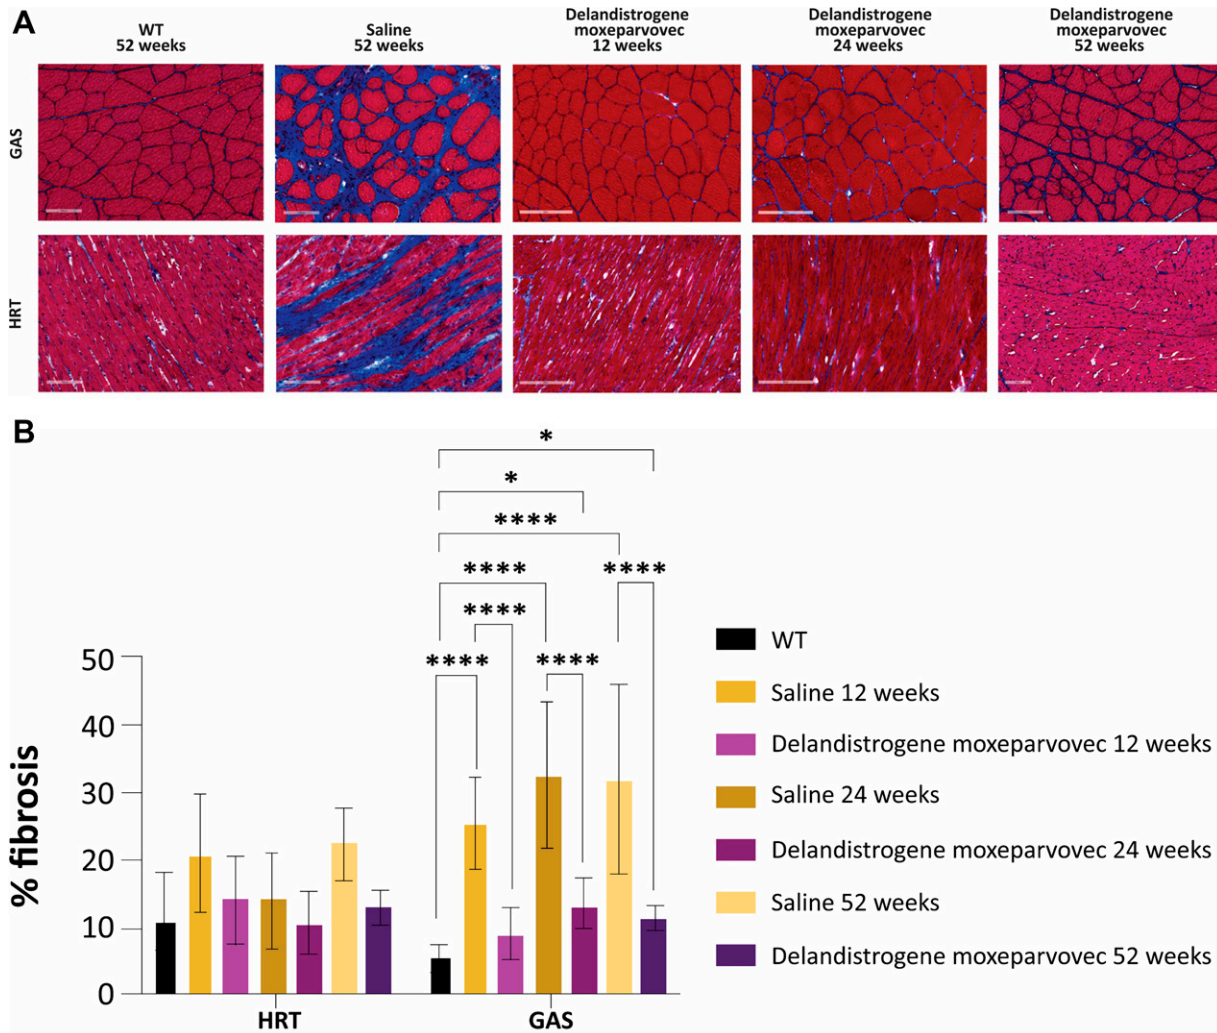 A
WT
52 weeks
Saline
52 weeks
Delandistrogene
moxeparvovec
12 weeks
Delandistrogene
moxeparvovec
24 weeks
Delandistrogene
moxeparvovec
52 weeks
GAS
HRT
B
*
*
****
**** ****
****
**** ****
% fibrosis
50
40
30
20
10
0
HRT GAS
WT
Saline 12 weeks
Delandistrogene moxeparvovec 12 weeks
Saline 24 weeks
Delandistrogene moxeparvovec 24 weeks
Saline 52 weeks
Delandistrogene moxeparvovec 52 weeks